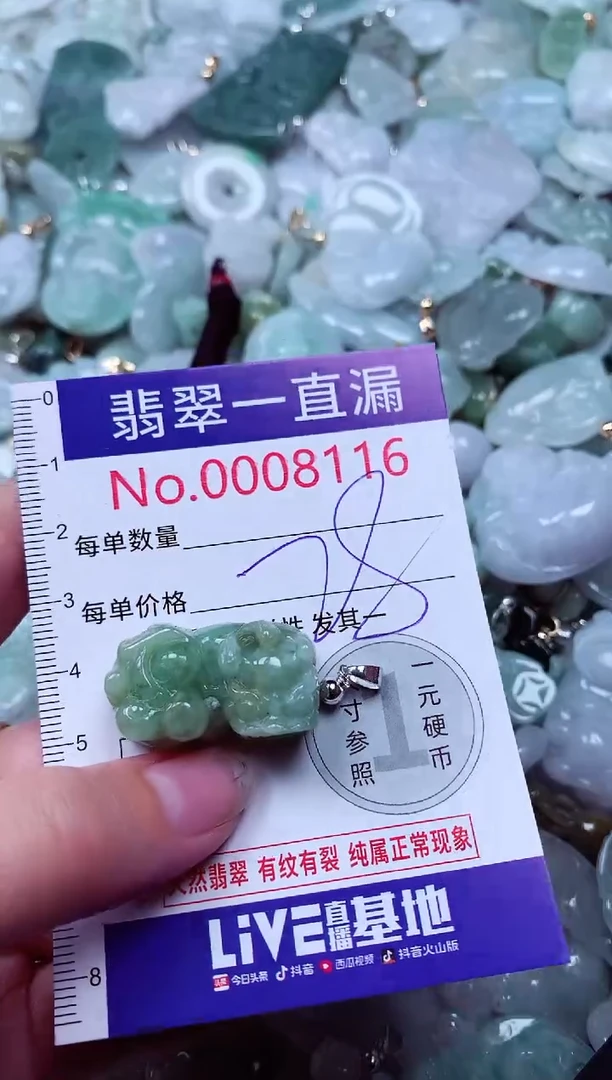 0
翡翠一直漏
1
No.0008116
2
每单数量
78
3
每单价格
性 发其一
4
一元硬币
1
寸参照
5
天然翡翠 有纹有裂 纯属正常现象
LiVE直播基地
今日头条 抖音 西瓜视频 抖音火山版
8